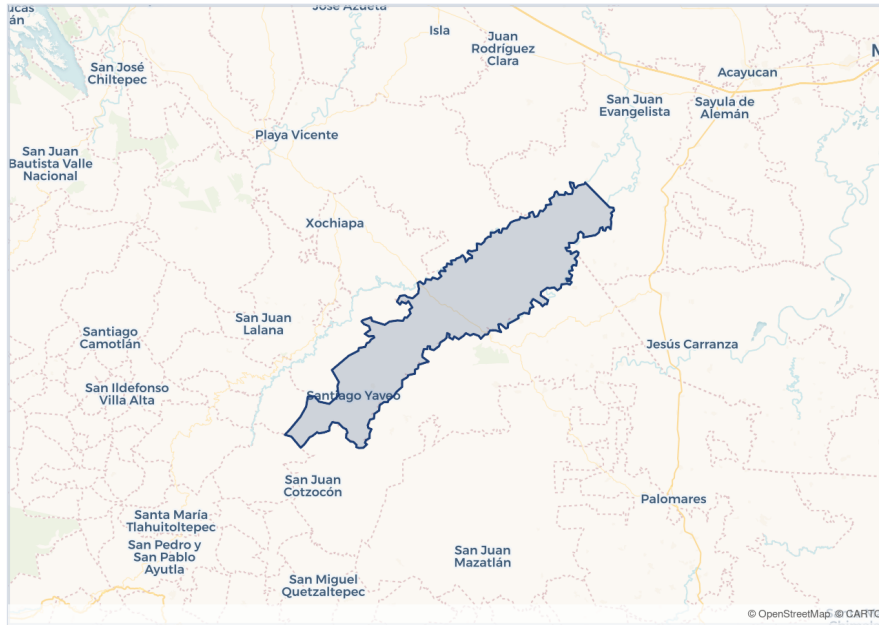 José Azueta
Isla
Juan
Rodríguez
Clara
San José
Chiltepec
Acayucan
San Juan
Evangelista
Sayula de
Alemán
Playa Vicente
San Juan
Bautista Valle
Nacional
Xochiapa
San Juan
Lalana
Santiago
Camotlán
Jesús Carranza
San Ildefonso
Villa Alta
Santiago Yaveo
San Juan
Cotzocón
Palomares
Santa María
Tlahuitoltepec
San Pedro y
San Pablo
Ayutla
San Juan
Mazatlán
San Miguel
Quetzaltepec
© OpenStreetMap © CARTO